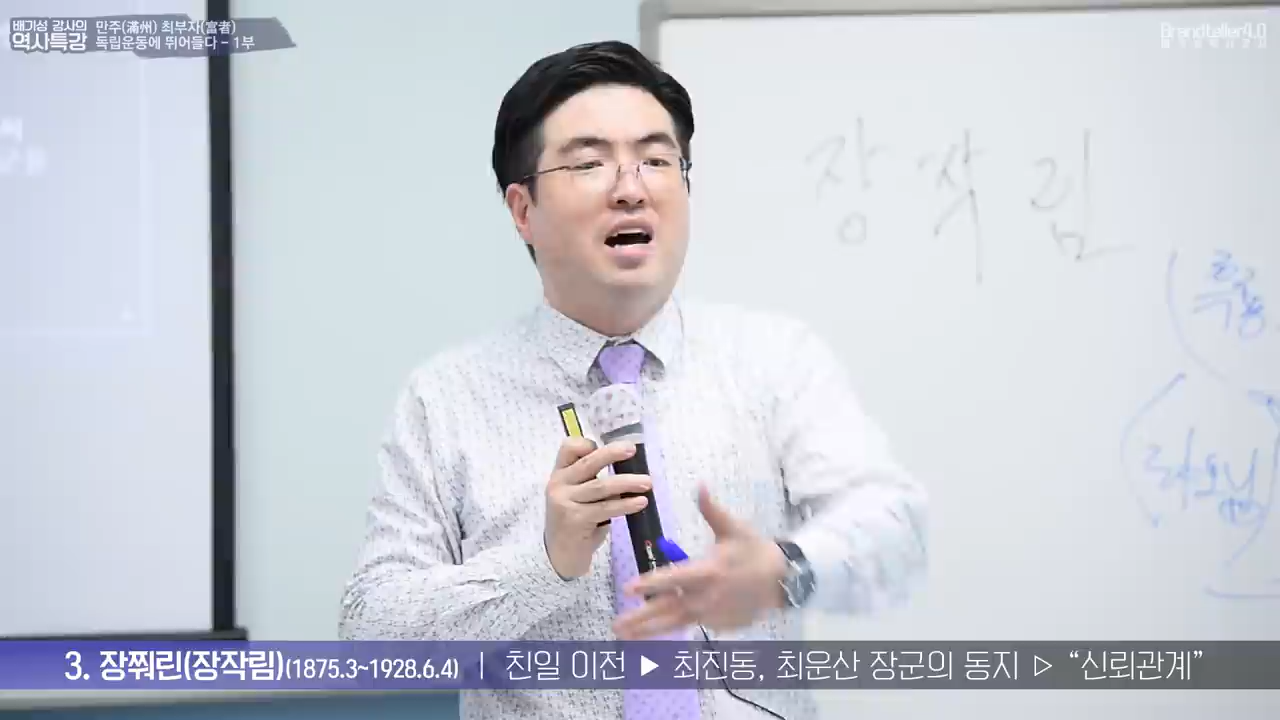 배기성 강사의
역사특강
만주(滿州) 최부자(富者)
독립운동에 뛰어들다 - 1부
Brandteller4.0
장작림
3. 장쭤린(장작림)(1875.3~1928.6.4) | 친일 이전 ▶ 최진동, 최운산 장군의 동지 ▷ “신뢰관계”